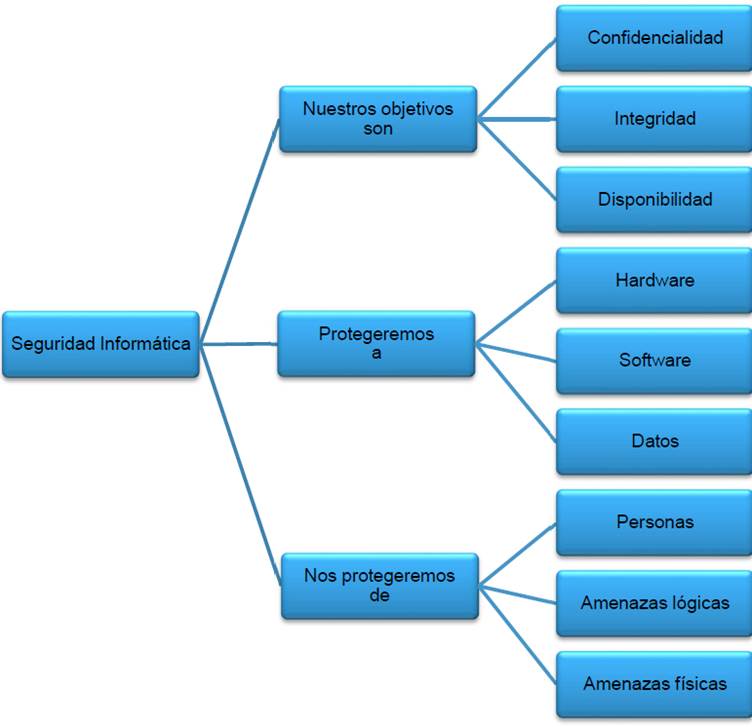 Seguridad Informática
Nuestros objetivos
son
Confidencialidad
Integridad
Disponibilidad
Protegeremos
a
Hardware
Software
Datos
Nos protegeremos
de
Personas
Amenazas lógicas
Amenazas físicas